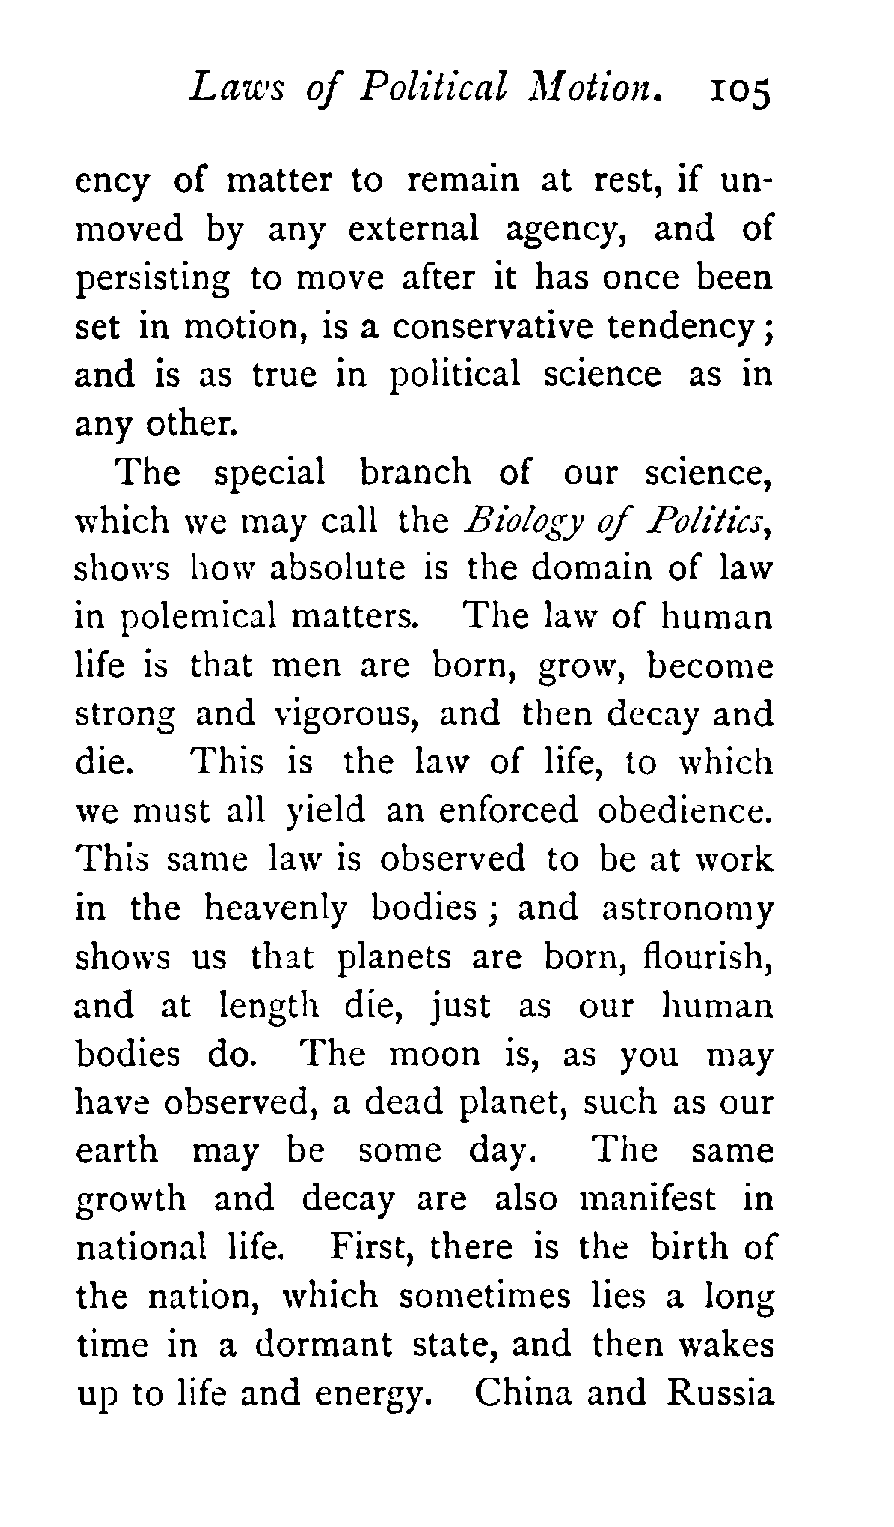 Laws of Political Motion. 105
ency of matter to remain at rest, if un-
moved by any external agency, and of
persisting to move after it has once been
set in motion, is a conservative tendency;
and is as true in political science as in
any other.
The special branch of our science,
which we may call the Biology of Politics,
shows how absolute is the domain of law
in polemical matters. The law of human
life is that men are born, grow, become
strong and vigorous, and then decay and
die. This is the law of life, to which
we must all yield an enforced obedience.
This same law is observed to be at work
in the heavenly bodies; and astronomy
shows us that planets are born, flourish,
and at length die, just as our human
bodies do. The moon is, as you may
have observed, a dead planet, such as our
earth may be some day. The same
growth and decay are also manifest in
national life. First, there is the birth of
the nation, which sometimes lies a long
time in a dormant state, and then wakes
up to life and energy. China and Russia